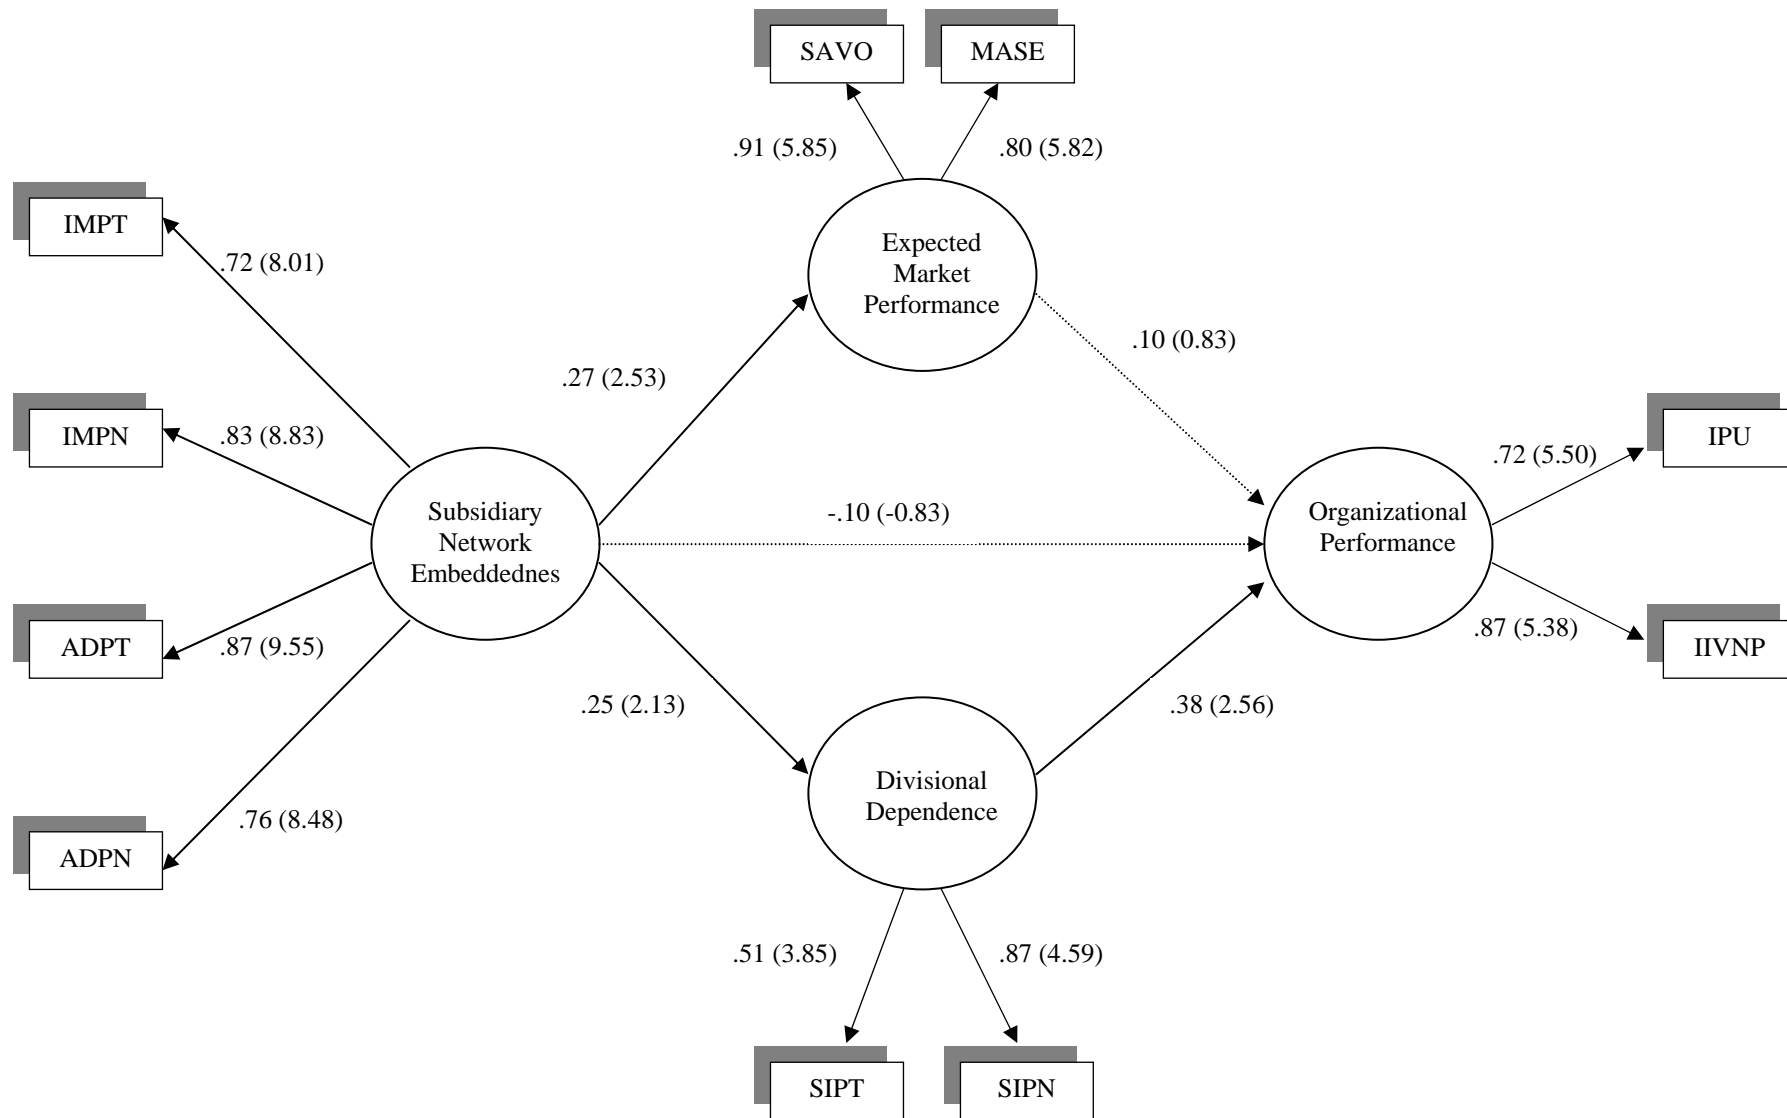 SAVO
MASE
.91 (5.85)
.80 (5.82)
IMPT
.72 (8.01)
Expected
Market
Performance
.10 (0.83)
.27 (2.53)
IMPN
.83 (8.83)
IPU
.72 (5.50)
Subsidiary
Network
Embeddednes
-.10 (-0.83)
Organizational
Performance
ADPT
.87 (9.55)
.87 (5.38)
IIVNP
.25 (2.13)
.38 (2.56)
Divisional
Dependence
.76 (8.48)
ADPN
.51 (3.85)
.87 (4.59)
SIPT
SIPN